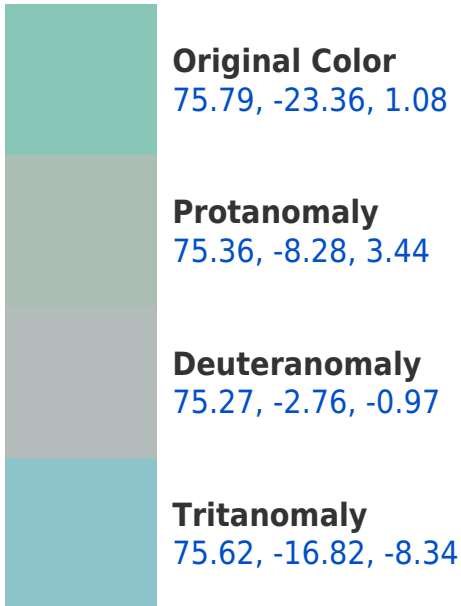 Original Color
75.79, -23.36, 1.08
Protanomaly
75.36, -8.28, 3.44
Deuteranomaly
75.27, -2.76, -0.97
Tritanomaly
75.62, -16.82, -8.34